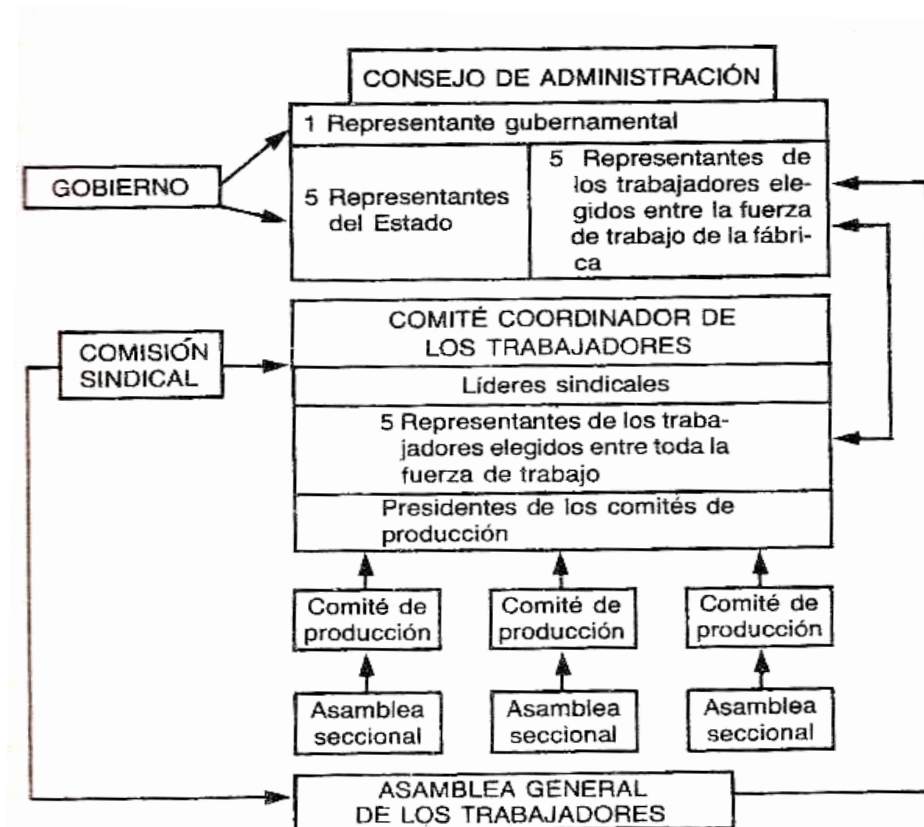 CONSEJO DE ADMINISTRACIÓN
1 Representante gubernamental
GOBIERNO
5 Representantes
del Estado
5 Representantes de
los trabajadores ele-
gidos entre la fuerza
de trabajo de la fábri-
ca
COMITÉ COORDINADOR DE
LOS TRABAJADORES
COMISIÓN
SINDICAL
Líderes sindicales
5 Representantes de los traba-
jadores elegidos entre toda la
fuerza de trabajo
Presidentes de los comités de
producción
Comité de
producción
Comité de
producción
Comité de
producción
Asamblea
seccional
Asamblea
seccional
Asamblea
seccional
ASAMBLEA GENERAL
DE LOS TRABAJADORES